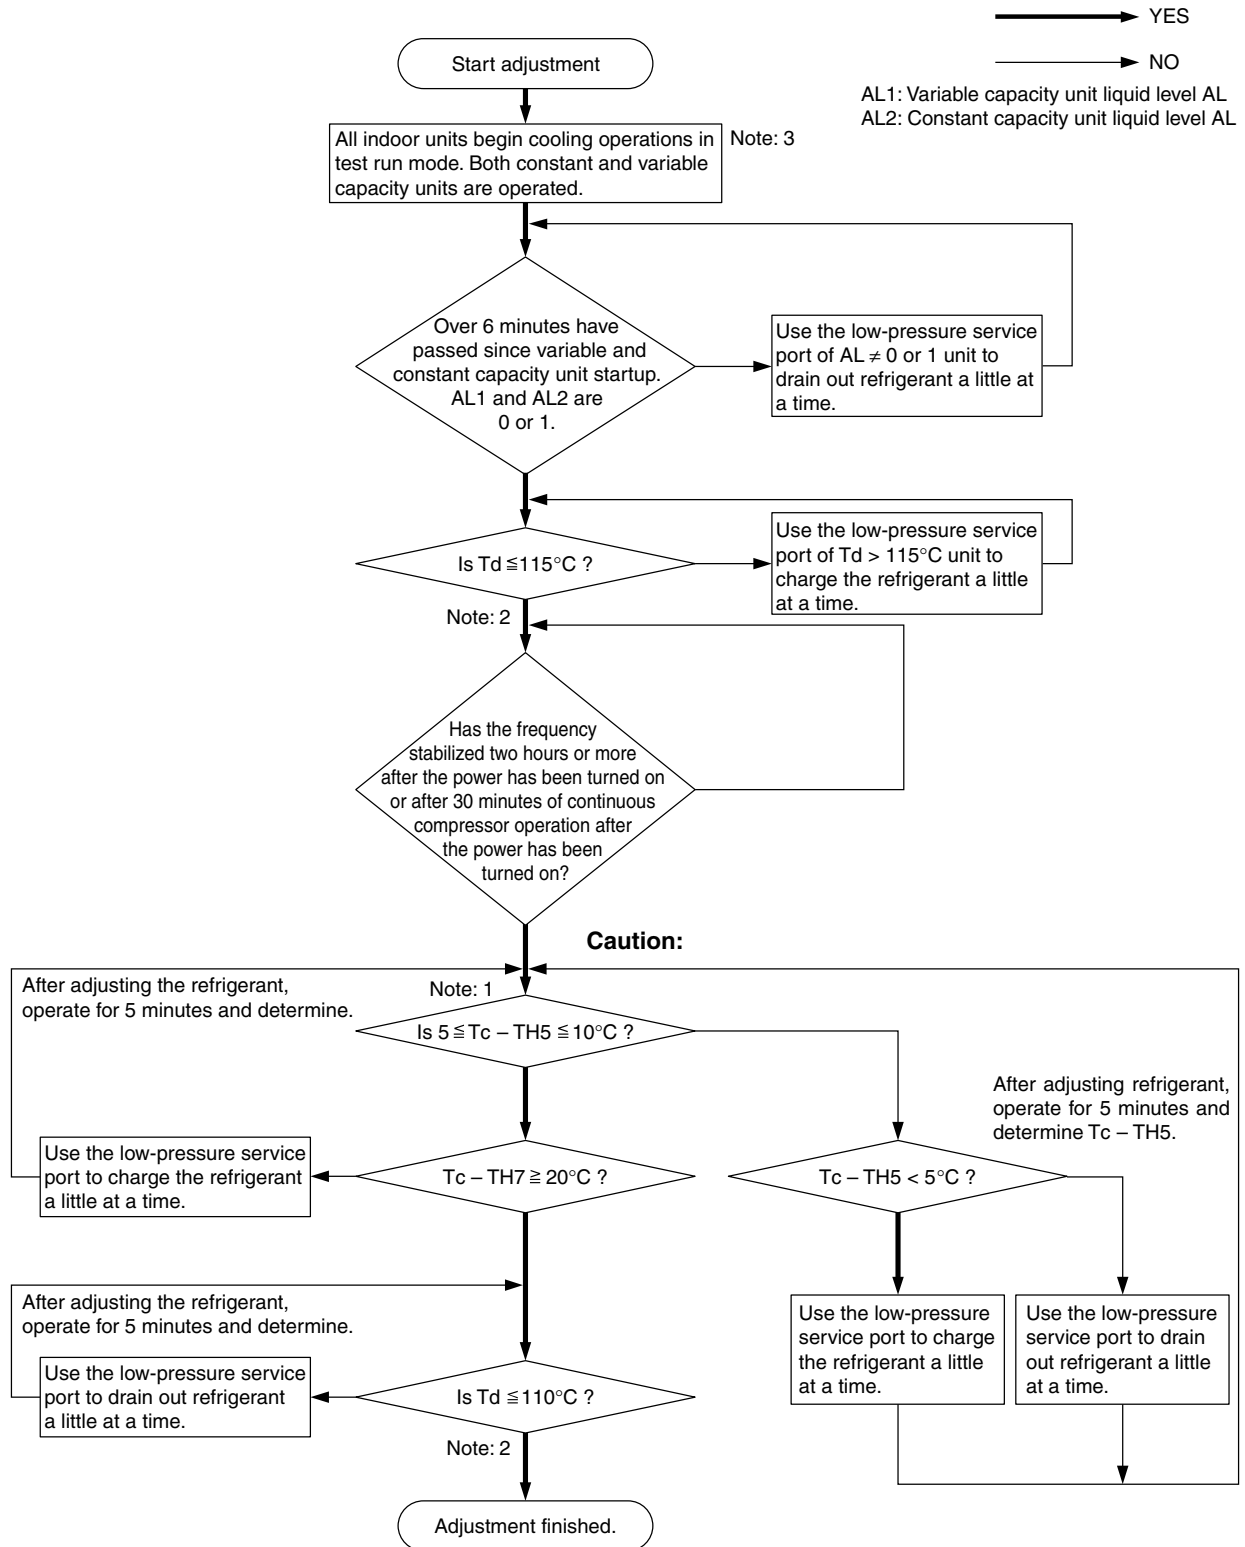 YES
NO
AL1: Variable capacity unit liquid level AL
AL2: Constant capacity unit liquid level AL
Start adjustment
All indoor units begin cooling operations in
test run mode. Both constant and variable
capacity units are operated.
Note: 3
Over 6 minutes have
passed since variable and
constant capacity unit startup.
AL1 and AL2 are
0 or 1.
Use the low-pressure service
port of AL ≠ 0 or 1 unit to
drain out refrigerant a little at
a time.
Is Td ≦115°C ?
Use the low-pressure service
port of Td > 115°C unit to
charge the refrigerant a little
at a time.
Note: 2
Has the frequency
stabilized two hours or more
after the power has been turned on
or after 30 minutes of continuous
compressor operation after
the power has been
turned on?
Caution:
After adjusting the refrigerant,
operate for 5 minutes and determine.
Note: 1
Is 5 ≦ Tc – TH5 ≦ 10°C ?
After adjusting refrigerant,
operate for 5 minutes and
determine Tc – TH5.
Use the low-pressure service
port to charge the refrigerant
a little at a time.
Tc – TH7 ≧ 20°C ?
Tc – TH5 < 5°C ?
After adjusting the refrigerant,
operate for 5 minutes and determine.
Use the low-pressure
service port to charge
the refrigerant a little
at a time.
Use the low-pressure
service port to drain
out refrigerant a little
at a time.
Use the low-pressure service
port to drain out refrigerant
a little at a time.
Is Td ≦110°C ?
Note: 2
Adjustment finished.